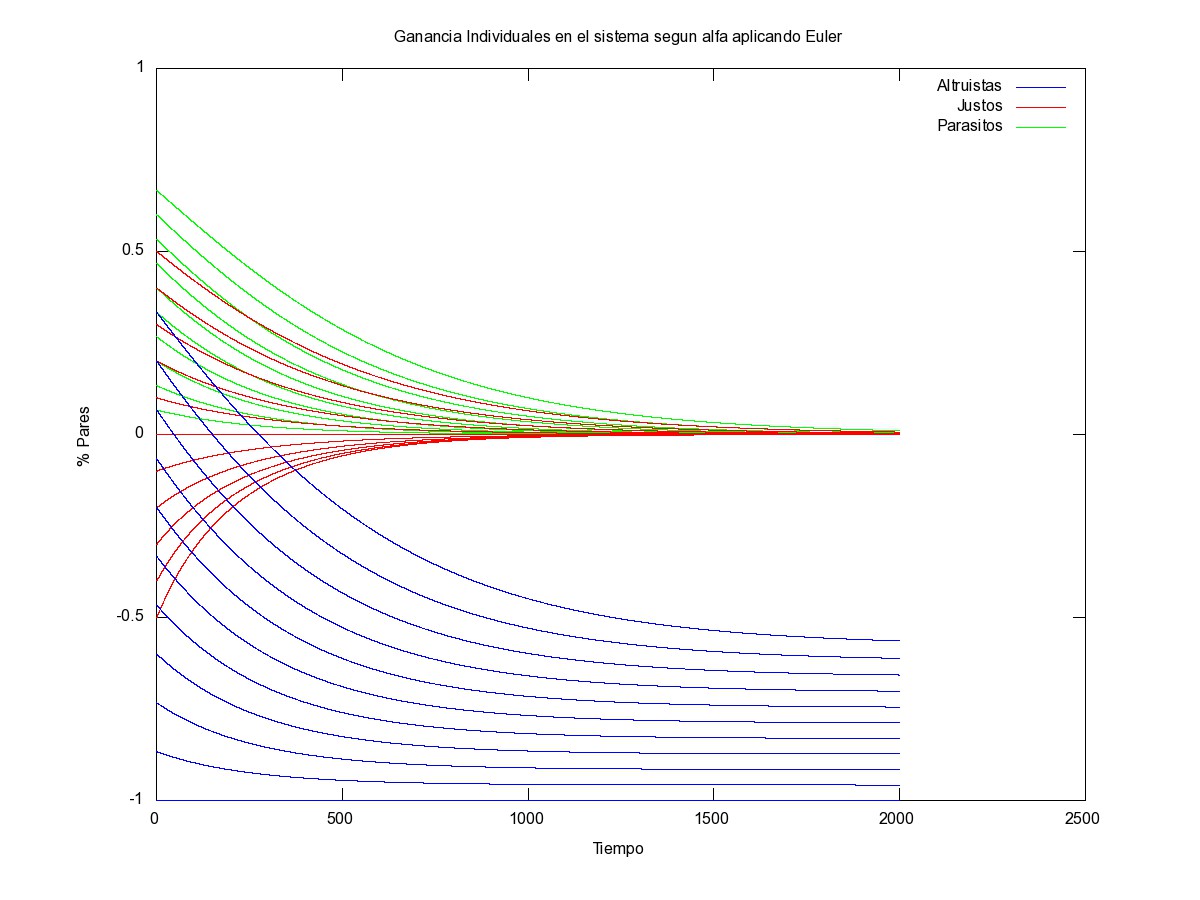 Ganancia Individuales en el sistema segun alfa aplicando Euler
1
Altruistas
Justos
Parasitos
0.5
% Pares
0
-0.5
-1
0 500 1000 1500 2000 2500
Tiempo